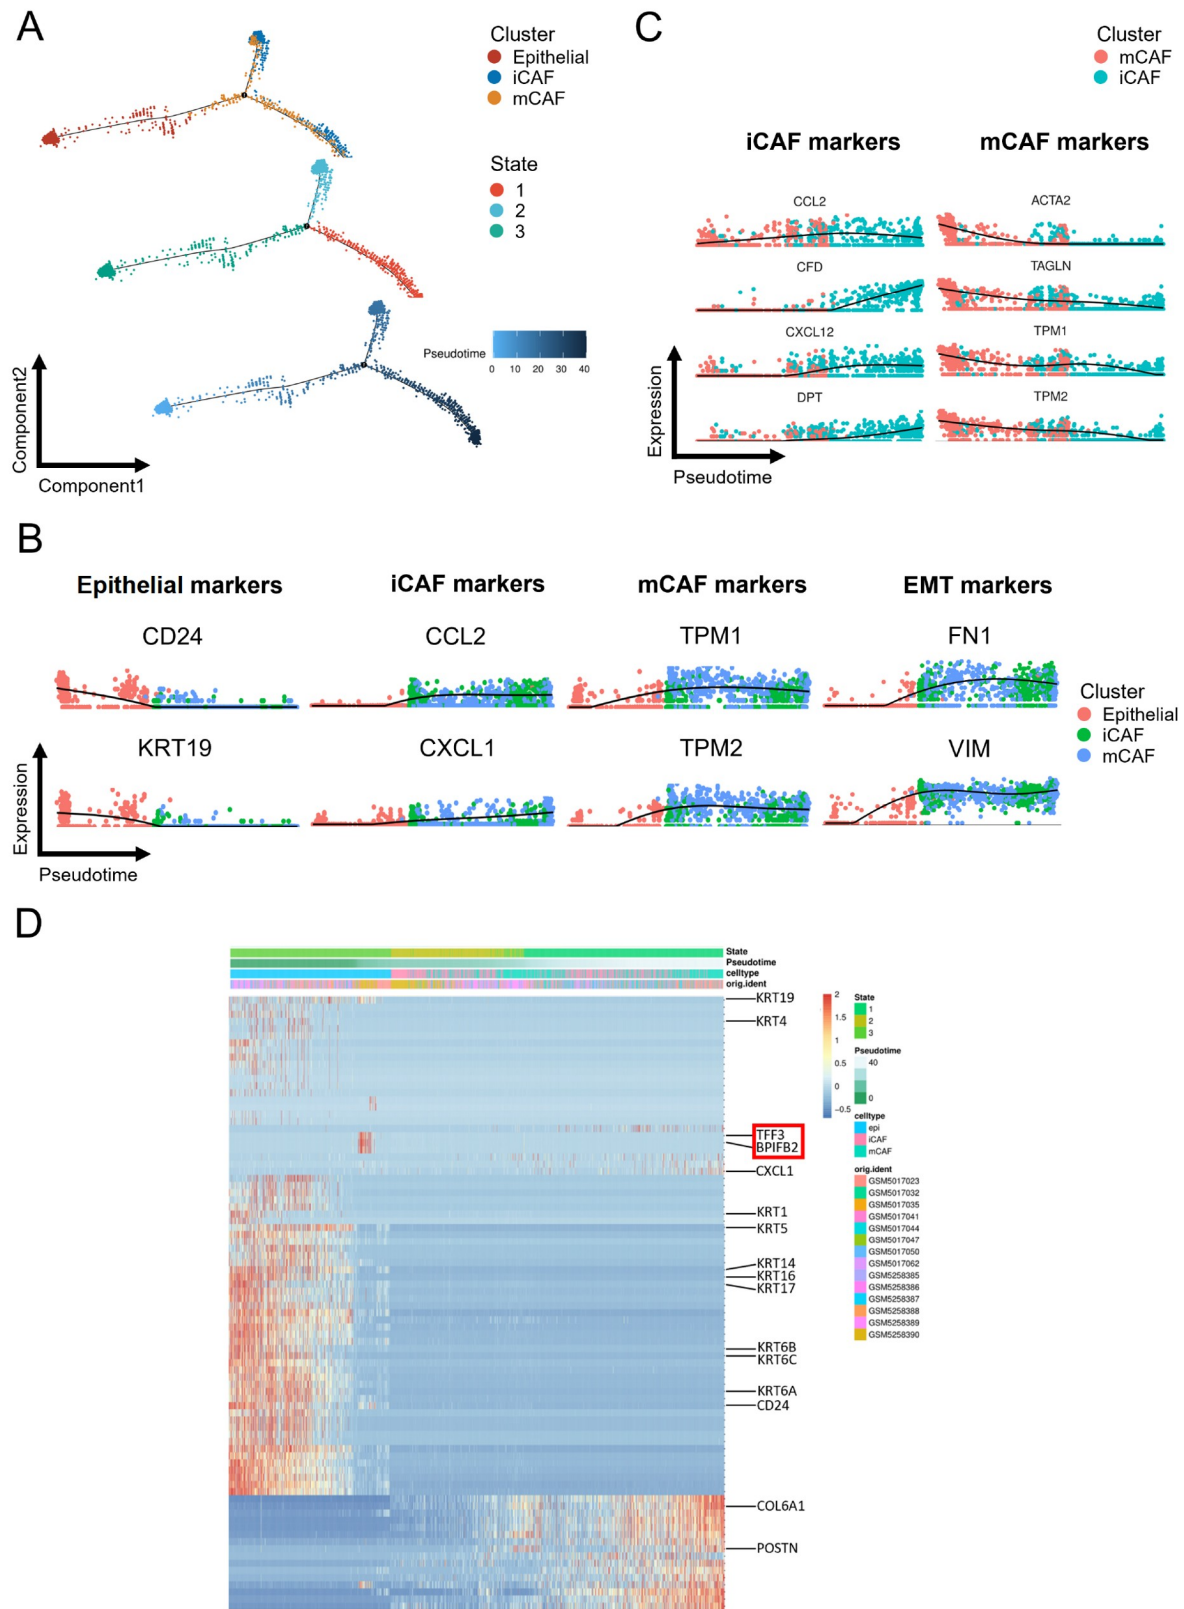 A
Cluster
Epithelial
iCAF
mCAF
State
1
2
3
Pseudotime
0 10 20 30 40
Component2
Component1
C
Cluster
mCAF
iCAF
iCAF markers
mCAF markers
CCL2
ACTA2
CFD
TAGLN
CXCL12
TPM1
DPT
TPM2
Expression
Pseudotime
B
Epithelial markers
iCAF markers
mCAF markers
EMT markers
CD24
CCL2
TPM1
FN1
KRT19
CXCL1
TPM2
VIM
Cluster
Epithelial
iCAF
mCAF
Expression
Pseudotime
D
State
Pseudotime
celltype
orig.ident
KRT19
KRT4
TFF3
BPIFB2
CXCL1
KRT1
KRT5
KRT14
KRT16
KRT17
KRT6B
KRT6C
KRT6A
CD24
COL6A1
POSTN
2
1.5
1
0.5
0
−0.5
State
1
2
3
Pseudotime
40
0
celltype
epi
iCAF
mCAF
orig.ident
GSM5017023
GSM5017032
GSM5017035
GSM5017041
GSM5017044
GSM5017047
GSM5017050
GSM5017062
GSM5258385
GSM5258386
GSM5258387
GSM5258388
GSM5258389
GSM5258390